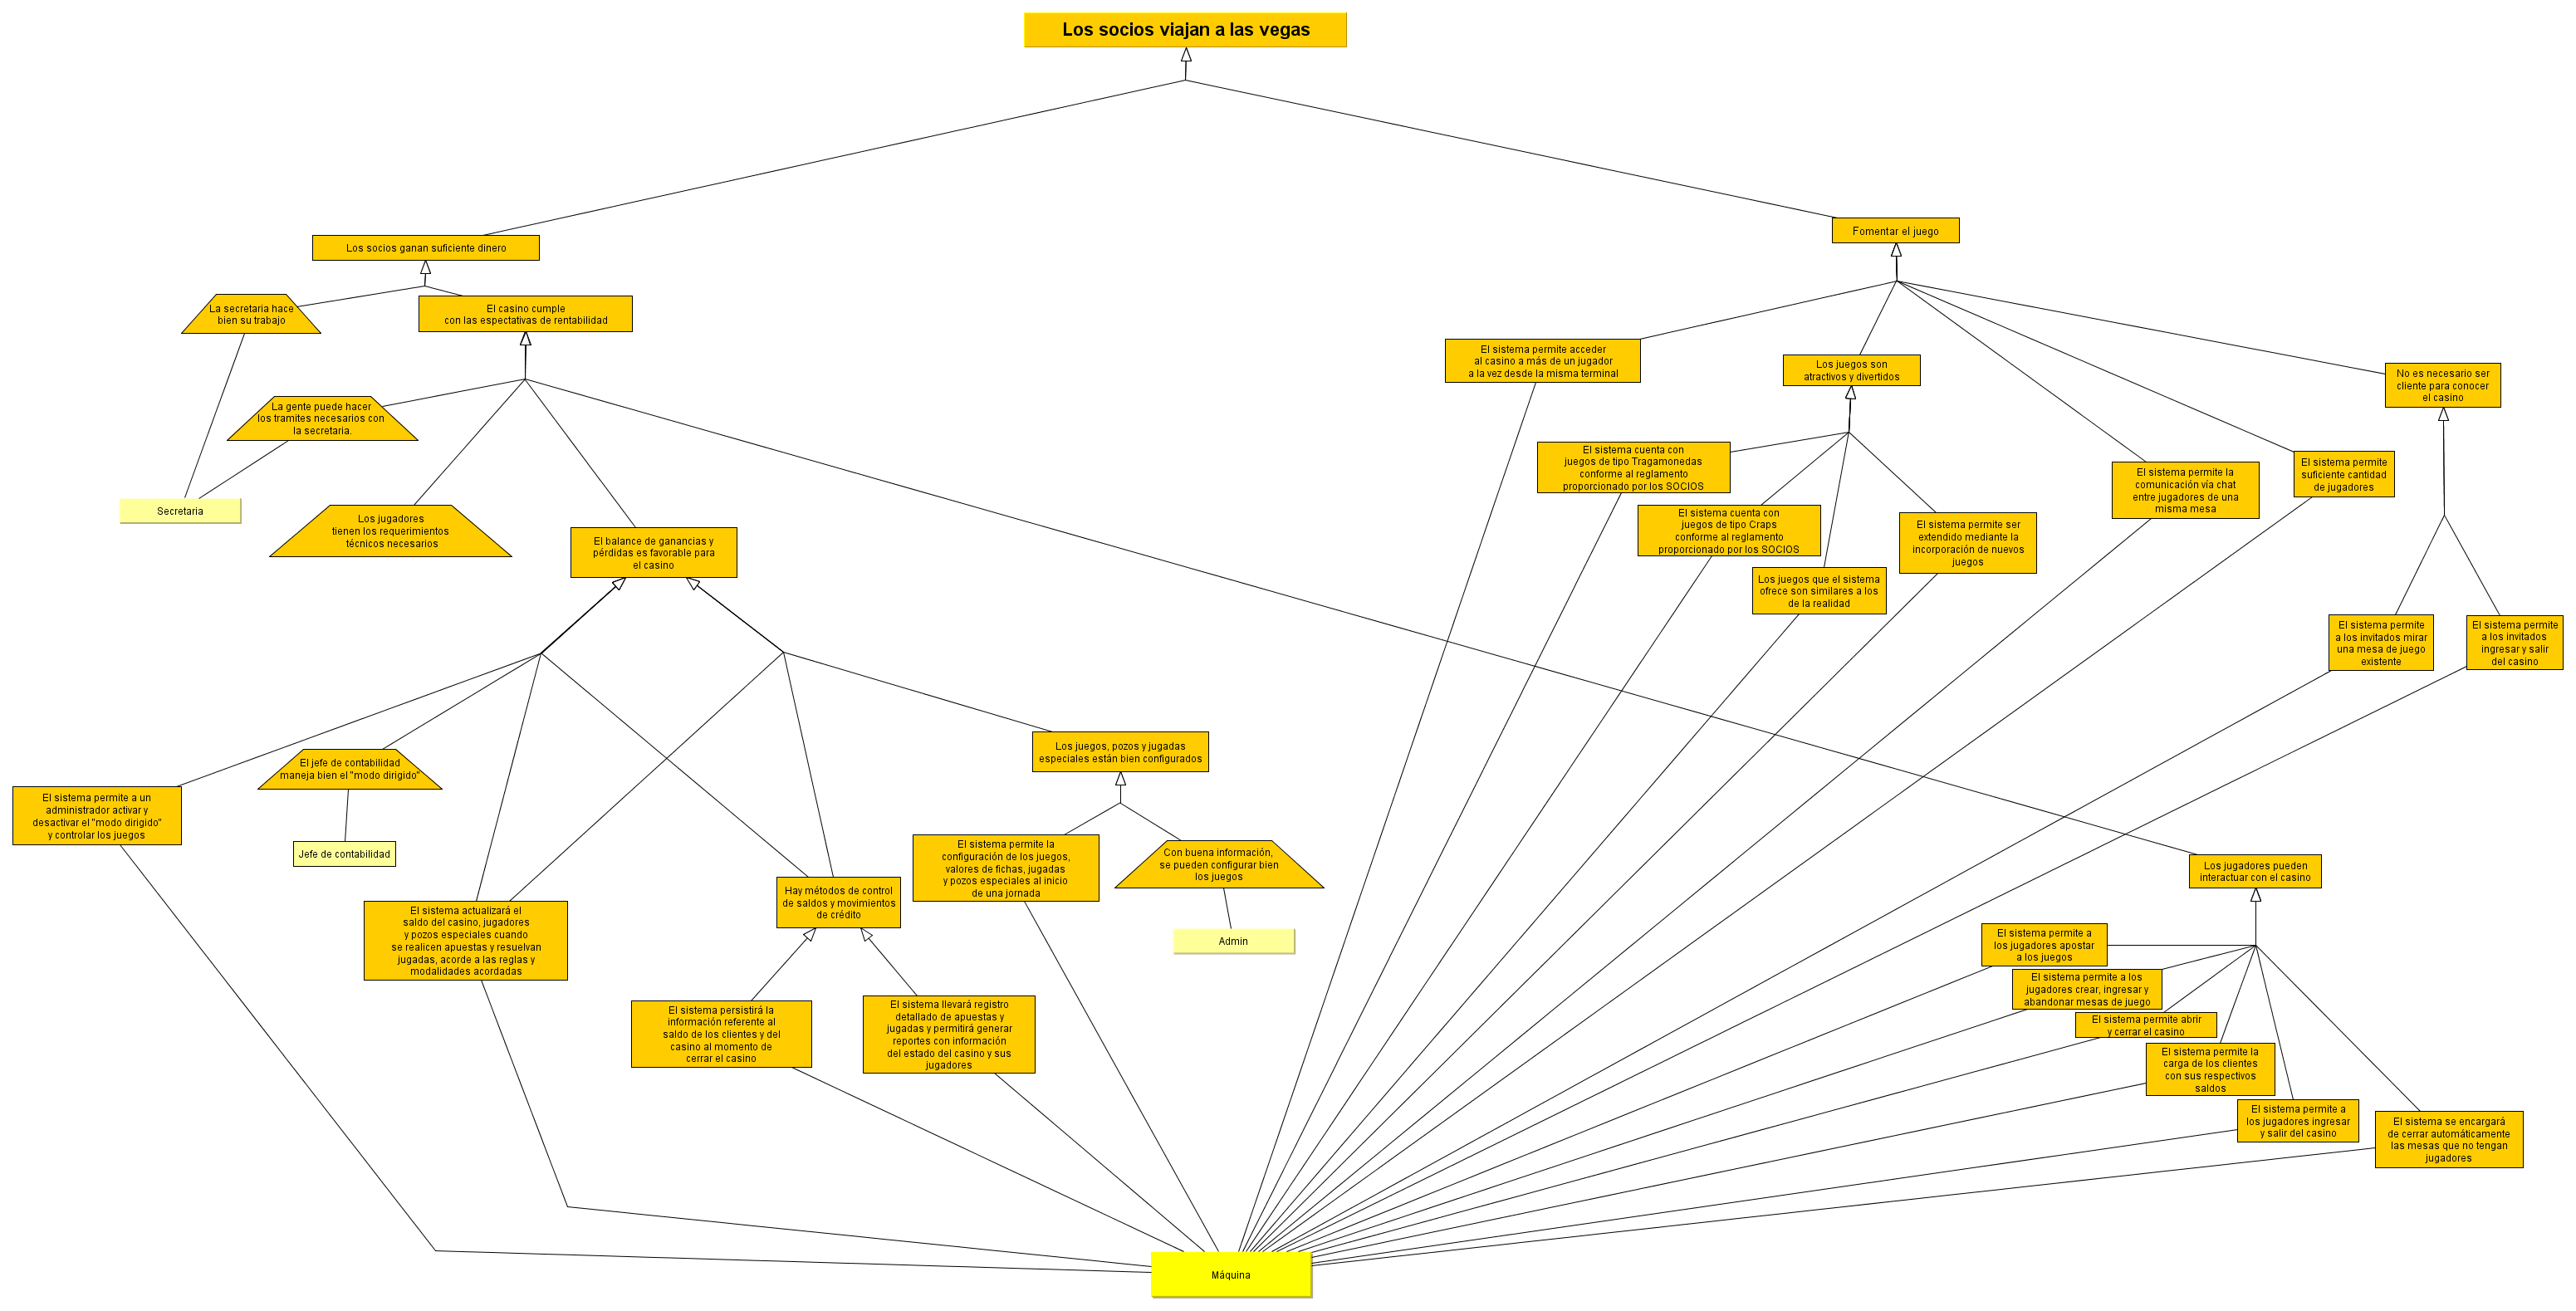 Los socios viajan a las vegas
Los socios ganan suficiente dinero
Fomentar el juego
La secretaria hace
bien su trabajo
El casino cumple
con las espectativas de rentabilidad
La gente puede hacer
los tramites necesarios con
la secretaria.
Secretaria
Los jugadores
tienen los requerimientos
técnicos necesarios
El balance de ganancias y
pérdidas es favorable para
el casino
El sistema permite acceder
al casino a más de un jugador
a la vez desde la misma terminal
Los juegos son
atractivos y divertidos
No es necesario ser
cliente para conocer
el casino
El sistema cuenta con
juegos de tipo Tragamonedas
conforme al reglamento
proporcionado por los SOCIOS
El sistema cuenta con
juegos de tipo Craps
conforme al reglamento
proporcionado por los SOCIOS
Los juegos que el sistema
ofrece son similares a los
de la realidad
El sistema permite ser
extendido mediante la
incorporación de nuevos
juegos
El sistema permite la
comunicación vía chat
entre jugadores de una
misma mesa
El sistema permite
suficiente cantidad
de jugadores
El sistema permite
a los invitados mirar
una mesa de juego
existente
El sistema permite
a los invitados
ingresar y salir
del casino
El sistema permite a un
administrador activar y
desactivar el "modo dirigido"
y controlar los juegos
El jefe de contabilidad
maneja bien el "modo dirigido"
Jefe de contabilidad
El sistema actualizará el
saldo del casino, jugadores
y pozos especiales cuando
se realicen apuestas y resuelvan
jugadas, acorde a las reglas y
modalidades acordadas
Hay métodos de control
de saldos y movimientos
de crédito
Los juegos, pozos y jugadas
especiales están bien configurados
El sistema permite la
configuración de los juegos,
valores de fichas, jugadas
y pozos especiales al inicio
de una jornada
Con buena información,
se pueden configurar bien
los juegos
Admin
El sistema persistirá la
información referente al
saldo de los clientes y del
casino al momento de
cerrar el casino
El sistema llevará registro
detallado de apuestas y
jugadas y permitirá generar
reportes con información
del estado del casino y sus
jugadores
Los jugadores pueden
interactuar con el casino
El sistema permite a
los jugadores apostar
a los juegos
El sistema permite a los
jugadores crear, ingresar y
abandonar mesas de juego
El sistema permite abrir
y cerrar el casino
El sistema permite la
carga de los clientes
con sus respectivos
saldos
El sistema permite a
los jugadores ingresar
y salir del casino
El sistema se encargará
de cerrar automáticamente
las mesas que no tengan
jugadores
Máquina